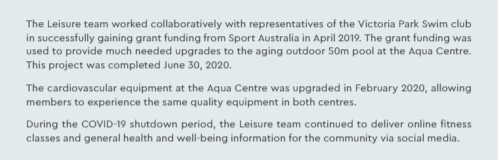 The Leisure team worked collaboratively with representatives of the Victoria Park Swim club
in successfully gaining grant funding from Sport Australia in April 2019. The grant funding was
used to provide much needed upgrades to the aging outdoor 50m pool at the Aqua Centre.
This project was completed June 30, 2020.
The cardiovascular equipment at the Aqua Centre was upgraded in February 2020, allowing
members to experience the same quality equipment in both centres.
During the COVID-19 shutdown period, the Leisure team continued to deliver online fitness
classes and general health and well-being information for the community via social media.